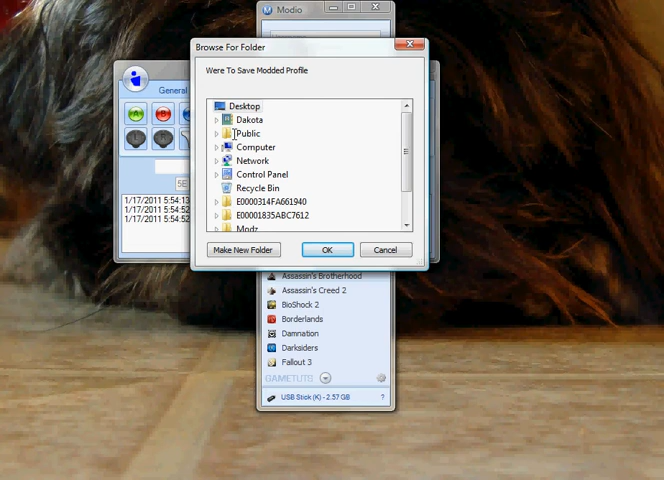 Modio
Browse For Folder
Were To Save Modded Profile
General
Desktop
Dakota
Public
Computer
Network
Control Panel
Recycle Bin
E0000314FA661940
E00001835ABC7612
Modz
A
B
5E
1/17/2011 5:54:13
1/17/2011 5:54:52
1/17/2011 5:54:52
Make New Folder
OK
Cancel
Assassin's Brotherhood
Assassin's Creed 2
BioShock 2
Borderlands
Damnation
Darksiders
Fallout 3
USB Stick (K) - 2.57 GB
?